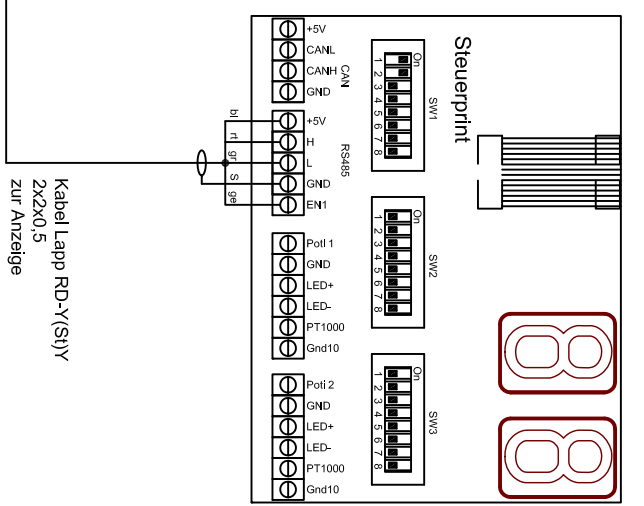 Steuerprint
+5V
CANL
CANH
GND
CAN
+5V
H
L
GND
EN1
RS485
bl
rt
gr
S
ge
Poti 1
GND
LED+
LED-
PT1000
Gnd10
Poti 2
GND
LED+
LED-
PT1000
Gnd10
On
1 2 3 4 5 6 7 8
SW1
On
1 2 3 4 5 6 7 8
SW2
On
1 2 3 4 5 6 7 8
SW3
Kabel Lapp RD-Y(St)Y
2x2x0,5
zur Anzeige